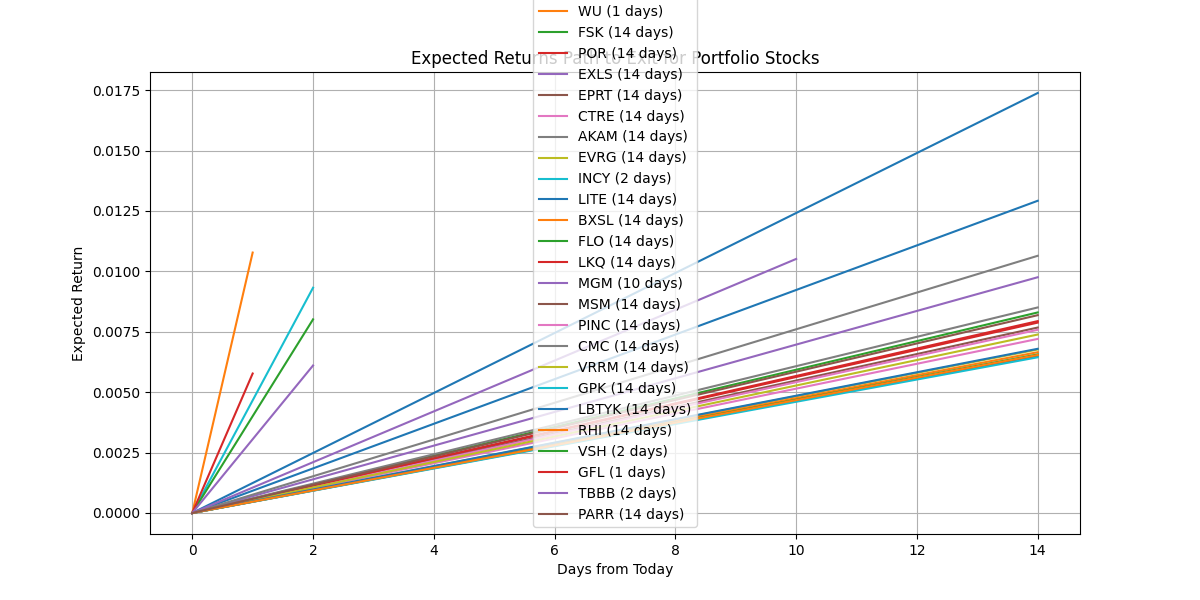 WU (1 days)
FSK (14 days)
Expected Returns Path to Exit for Portfolio Stocks
POR (14 days)
EXLS (14 days)
EPRT (14 days)
CTRE (14 days)
AKAM (14 days)
EVRG (14 days)
INCY (2 days)
LITE (14 days)
BXSL (14 days)
FLO (14 days)
LKQ (14 days)
MGM (10 days)
MSM (14 days)
PINC (14 days)
CMC (14 days)
VRRM (14 days)
GPK (14 days)
LBTYK (14 days)
RHI (14 days)
VSH (2 days)
GFL (1 days)
TBBB (2 days)
PARR (14 days)
Expected Return
0.0175
0.0150
0.0125
0.0100
0.0075
0.0050
0.0025
0.0000
0 2 4 6 8 10 12 14
Days from Today